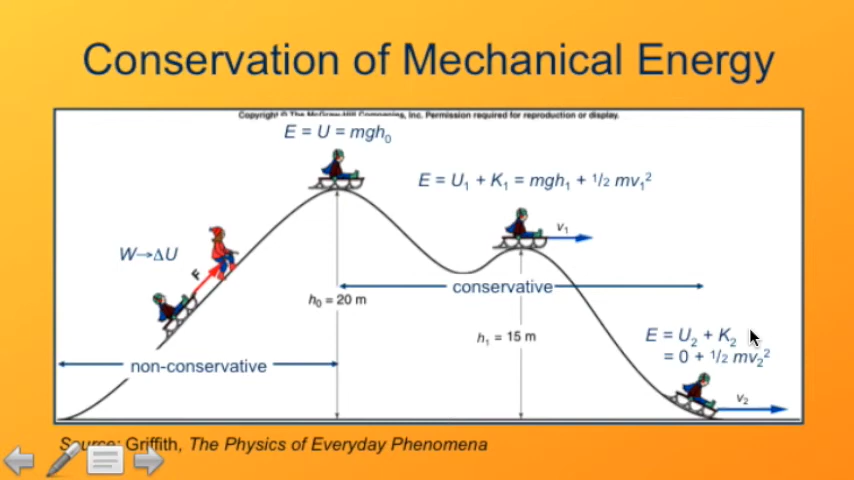 Conservation of Mechanical Energy
Copyright © The McGraw-Hill Companies, Inc. Permission required for reproduction or display.
E = U = mgh₀
E = U₁ + K₁ = mgh₁ + ½ mv₁²
v₁
W→ΔU
F
conservative
h₀ = 20 m
h₁ = 15 m
E = U₂ + K₂
= 0 + ½ mv₂²
non-conservative
v₂
Source: Griffith, The Physics of Everyday Phenomena